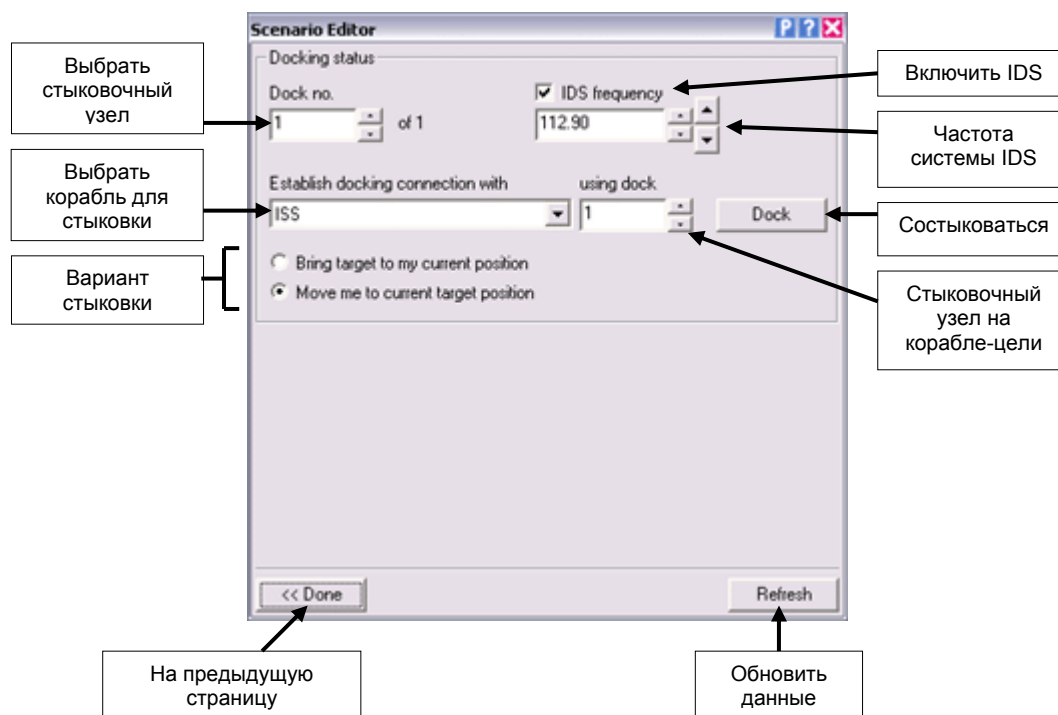 Scenario Editor
P ? X
Docking status
Выбрать
стыковочный
узел
Dock no.
1
of 1
IDS frequency
112.90
Включить IDS
Частота
системы IDS
Выбрать
корабль для
стыковки
Establish docking connection with
ISS
using dock
1
Dock
Состыковаться
Вариант
стыковки
Bring target to my current position
Move me to current target position
Стыковочный
узел на
корабле-цели
<< Done
Refresh
На предыдущую
страницу
Обновить
данные